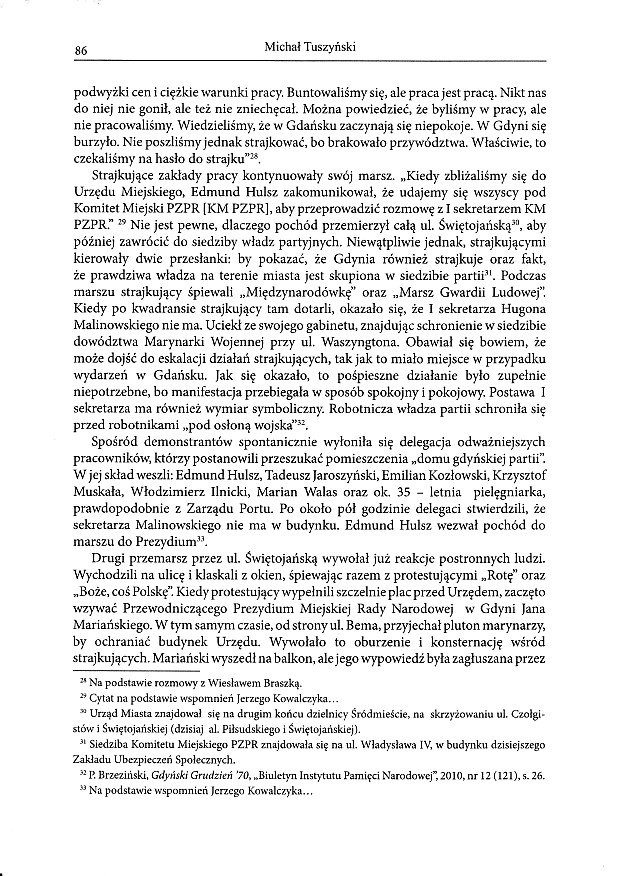 86
Michał Tuszyński
podwyżki cen i ciężkie warunki pracy. Buntowaliśmy się, ale praca jest pracą. Nikt nas
do niej nie gonił, ale też nie zniechęcał. Można powiedzieć, że byliśmy w pracy, ale
nie pracowaliśmy. Wiedzieliśmy, że w Gdańsku zaczynają się niepokoje. W Gdyni się
burzyło. Nie poszliśmy jednak strajkować, bo brakowało przywództwa. Właściwie, to
czekaliśmy na hasło do strajku”²⁸.
Strajkujące zakłady pracy kontynuowały swój marsz. „Kiedy zbliżaliśmy się do
Urzędu Miejskiego, Edmund Hulsz zakomunikował, że udajemy się wszyscy pod
Komitet Miejski PZPR [KM PZPR], aby przeprowadzić rozmowę z I sekretarzem KM
PZPR.” ²⁹ Nie jest pewne, dlaczego pochód przemierzył całą ul. Świętojańską³⁰, aby
później zawrócić do siedziby władz partyjnych. Niewątpliwie jednak, strajkującymi
kierowały dwie przesłanki: by pokazać, że Gdynia również strajkuje oraz fakt,
że prawdziwa władza na terenie miasta jest skupiona w siedzibie partii³¹. Podczas
marszu strajkujący śpiewali „Międzynarodówkę” oraz „Marsz Gwardii Ludowej”.
Kiedy po kwadransie strajkujący tam dotarli, okazało się, że I sekretarza Hugona
Malinowskiego nie ma. Uciekł ze swojego gabinetu, znajdując schronienie w siedzibie
dowództwa Marynarki Wojennej przy ul. Waszyngtona. Obawiał się bowiem, że
może dojść do eskalacji działań strajkujących, tak jak to miało miejsce w przypadku
wydarzeń w Gdańsku. Jak się okazało, to pośpieszne działanie było zupełnie
niepotrzebne, bo manifestacja przebiegała w sposób spokojny i pokojowy. Postawa I
sekretarza ma również wymiar symboliczny. Robotnicza władza partii schroniła się
przed robotnikami „pod osłoną wojska”³².
Spośród demonstrantów spontanicznie wyłoniła się delegacja odważniejszych
pracowników, którzy postanowili przeszukać pomieszczenia „domu gdyńskiej partii”.
W jej skład weszli: Edmund Hulsz, Tadeusz Jaroszyński, Emilian Kozłowski, Krzysztof
Muskała, Włodzimierz Ilnicki, Marian Walas oraz ok. 35 – letnia pielęgniarka,
prawdopodobnie z Zarządu Portu. Po około pół godzinie delegaci stwierdzili, że
sekretarza Malinowskiego nie ma w budynku. Edmund Hulsz wezwał pochód do
marszu do Prezydium³³.
Drugi przemarsz przez ul. Świętojańską wywołał już reakcje postronnych ludzi.
Wychodzili na ulicę i klaskali z okien, śpiewając razem z protestującymi „Rotę” oraz
„Boże, coś Polskę”. Kiedy protestujący wypełnili szczelnie plac przed Urzędem, zaczęto
wzywać Przewodniczącego Prezydium Miejskiej Rady Narodowej w Gdyni Jana
Mariańskiego. W tym samym czasie, od strony ul. Bema, przyjechał pluton marynarzy,
by ochraniać budynek Urzędu. Wywołało to oburzenie i konsternację wśród
strajkujących. Mariański wyszedł na balkon, ale jego wypowiedź była zagłuszana przez
²⁸ Na podstawie rozmowy z Wiesławem Braszką.
²⁹ Cytat na podstawie wspomnień Jerzego Kowalczyka…
³⁰ Urząd Miasta znajdował się na drugim końcu dzielnicy Śródmieście, na skrzyżowaniu ul. Czołgi-
stów i Świętojańskiej (dzisiaj al. Piłsudskiego i Świętojańskiej).
³¹ Siedziba Komitetu Miejskiego PZPR znajdowała się na ul. Władysława IV, w budynku dzisiejszego
Zakładu Ubezpieczeń Społecznych.
³² P. Brzeziński, Gdyński Grudzień ’70, „Biuletyn Instytutu Pamięci Narodowej”, 2010, nr 12 (121), s. 26.
³³ Na podstawie wspomnień Jerzego Kowalczyka…